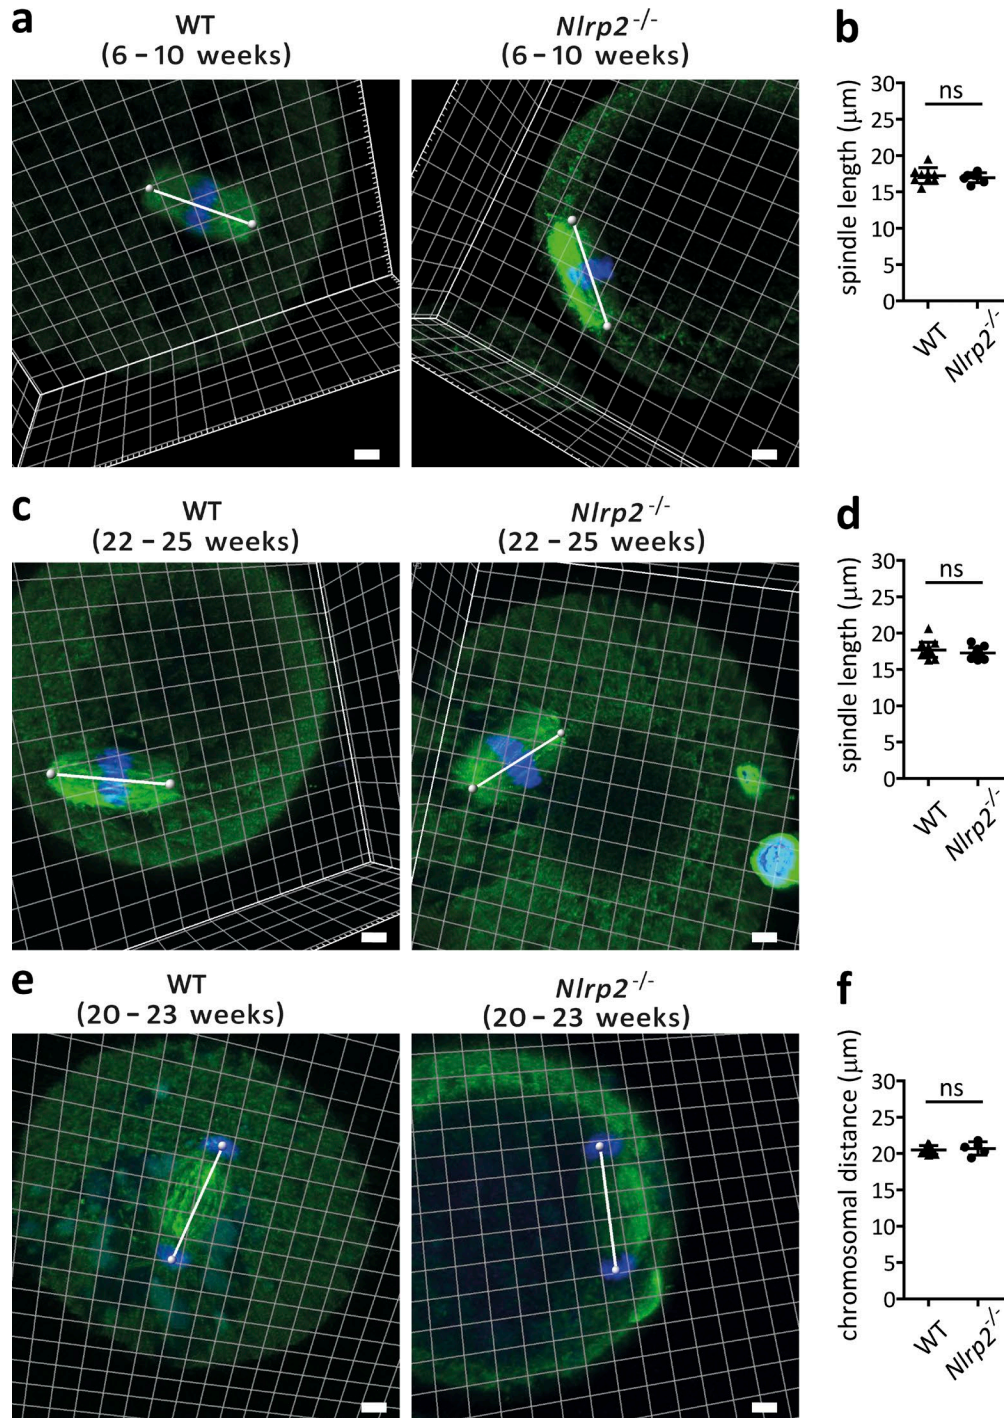 a
WT
(6 – 10 weeks)
Nlrp2-/-
(6 – 10 weeks)
b
spindle length (µm)
30
25
20
15
10
5
0
ns
WT
Nlrp2-/-
c
WT
(22 – 25 weeks)
Nlrp2-/-
(22 – 25 weeks)
d
spindle length (µm)
30
25
20
15
10
5
0
ns
WT
Nlrp2-/-
e
WT
(20 – 23 weeks)
Nlrp2-/-
(20 – 23 weeks)
f
chromosomal distance (µm)
30
25
20
15
10
5
0
ns
WT
Nlrp2-/-